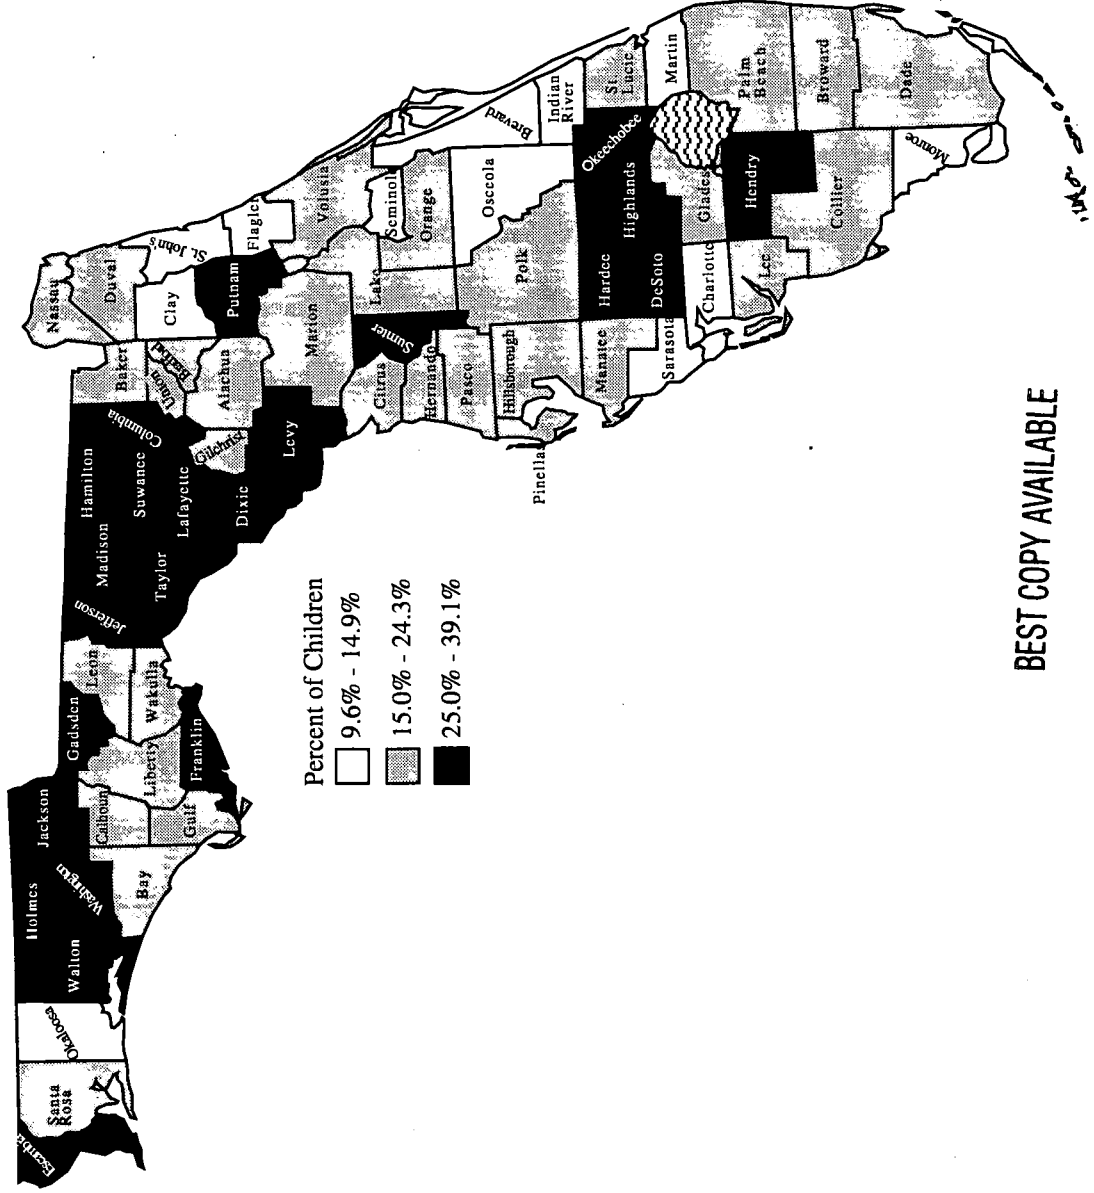 Escambia
Santa
Rosa
Okaloosa
Walton
Holmes
Washington
Jackson
Bay
Calhoun
Gulf
Liberty
Gadsden
Franklin
Leon
Wakulla
Jefferson
Madison
Taylor
Hamilton
Suwanee
Lafayette
Dixie
Columbia
Gilchrist
Levy
Baker
Union
Bradford
Alachua
Nassau
Duval
Clay
St. John's
Putnam
Flagler
Marion
Volusia
Citrus
Sumter
Lake
Seminole
Orange
Hernando
Pasco
Pinellas
Hillsborough
Polk
Osceola
Brevard
Indian
River
Manatee
Hardee
Highlands
Okeechobee
St.
Lucie
Sarasota
DeSoto
Martin
Charlotte
Glades
Palm
Beach
Lee
Hendry
Broward
Collier
Dade
Monroe
Percent of Children
9.6% - 14.9%
15.0% - 24.3%
25.0% - 39.1%
BEST COPY AVAILABLE